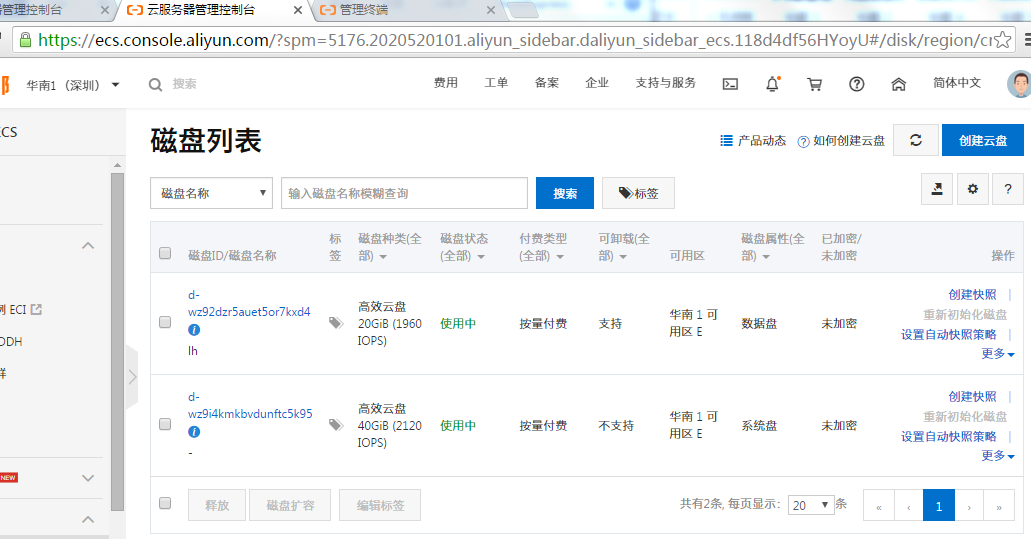 器管理控制台
云服务器管理控制台
管理终端
https://ecs.console.aliyun.com/?spm=5176.2020520101.aliyun_sidebar.daliyun_sidebar_ecs.118d4df56HYoyU#/disk/region/cn
华南1（深圳）
搜索
费用
工单
备案
企业
支持与服务
简体中文
ECS
磁盘列表
产品动态
如何创建云盘
创建云盘
磁盘名称
输入磁盘名称模糊查询
搜索
标签
?
磁盘ID/磁盘名称
标
签
磁盘种类(全
部)
磁盘状态
(全部)
付费类型
(全部)
可卸载(全
部)
可用区
磁盘属性(全
部)
已加密/
未加密
操作
d-
wz92dzr5auet5or7kxd4
lh
高效云盘
20GiB (1960
IOPS)
使用中
按量付费
支持
华南 1 可
用区 E
数据盘
未加密
创建快照
重新初始化磁盘
设置自动快照策略
更多
d-
wz9i4kmkbvdunftc5k95
-
高效云盘
40GiB (2120
IOPS)
使用中
按量付费
不支持
华南 1 可
用区 E
系统盘
未加密
创建快照
重新初始化磁盘
设置自动快照策略
更多
例 ECI
DDH
群
NEW
释放
磁盘扩容
编辑标签
共有2条, 每页显示:
20
条
«
‹
1
›
»